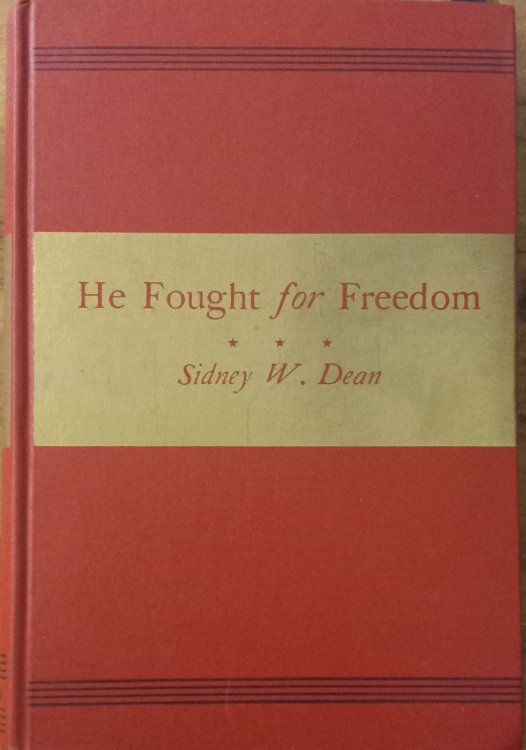 He Fought for Freedom
★ ★ ★
Sidney W. Dean